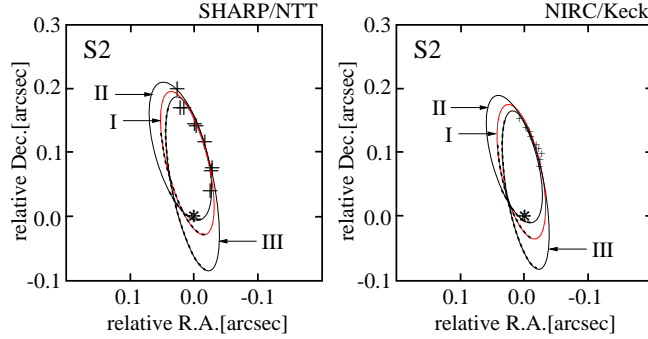 SHARP/NTT
S2
II
I
III
0.3
0.2
0.1
0.0
-0.1
0.1
0.0
-0.1
relative Dec.[arcsec]
relative R.A.[arcsec]
NIRC/Keck
S2
II
I
III
0.3
0.2
0.1
0.0
-0.1
0.1
0.0
-0.1
relative Dec.[arcsec]
relative R.A.[arcsec]